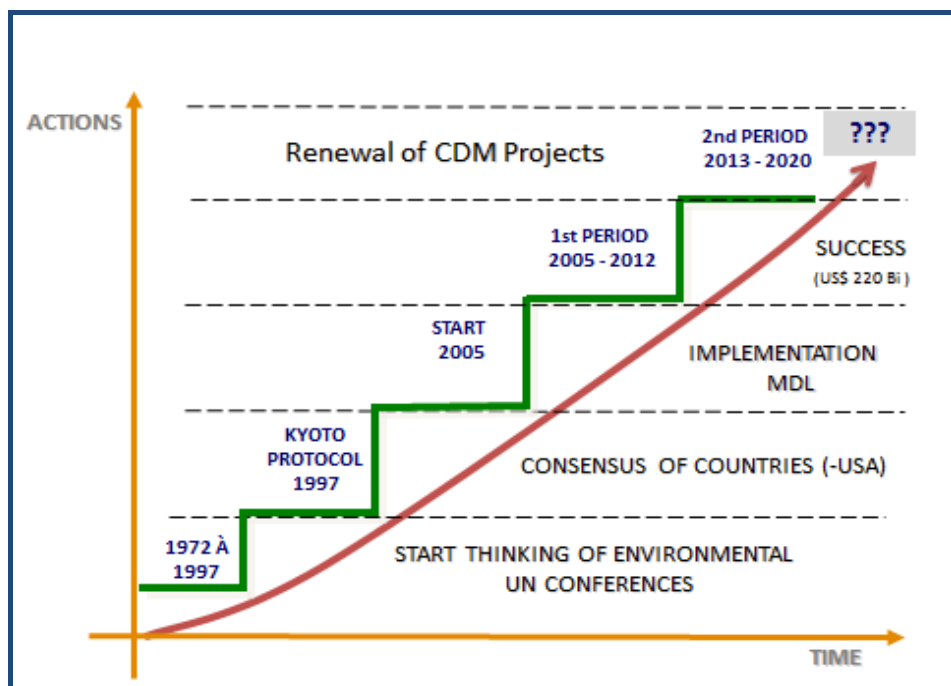 ACTIONS
Renewal of CDM Projects
2nd PERIOD
2013 - 2020
???
1st PERIOD
2005 - 2012
SUCCESS
(US$ 220 Bi )
START
2005
IMPLEMENTATION
MDL
KYOTO
PROTOCOL
1997
CONSENSUS OF COUNTRIES (-USA)
1972 À
1997
START THINKING OF ENVIRONMENTAL
UN CONFERENCES
TIME